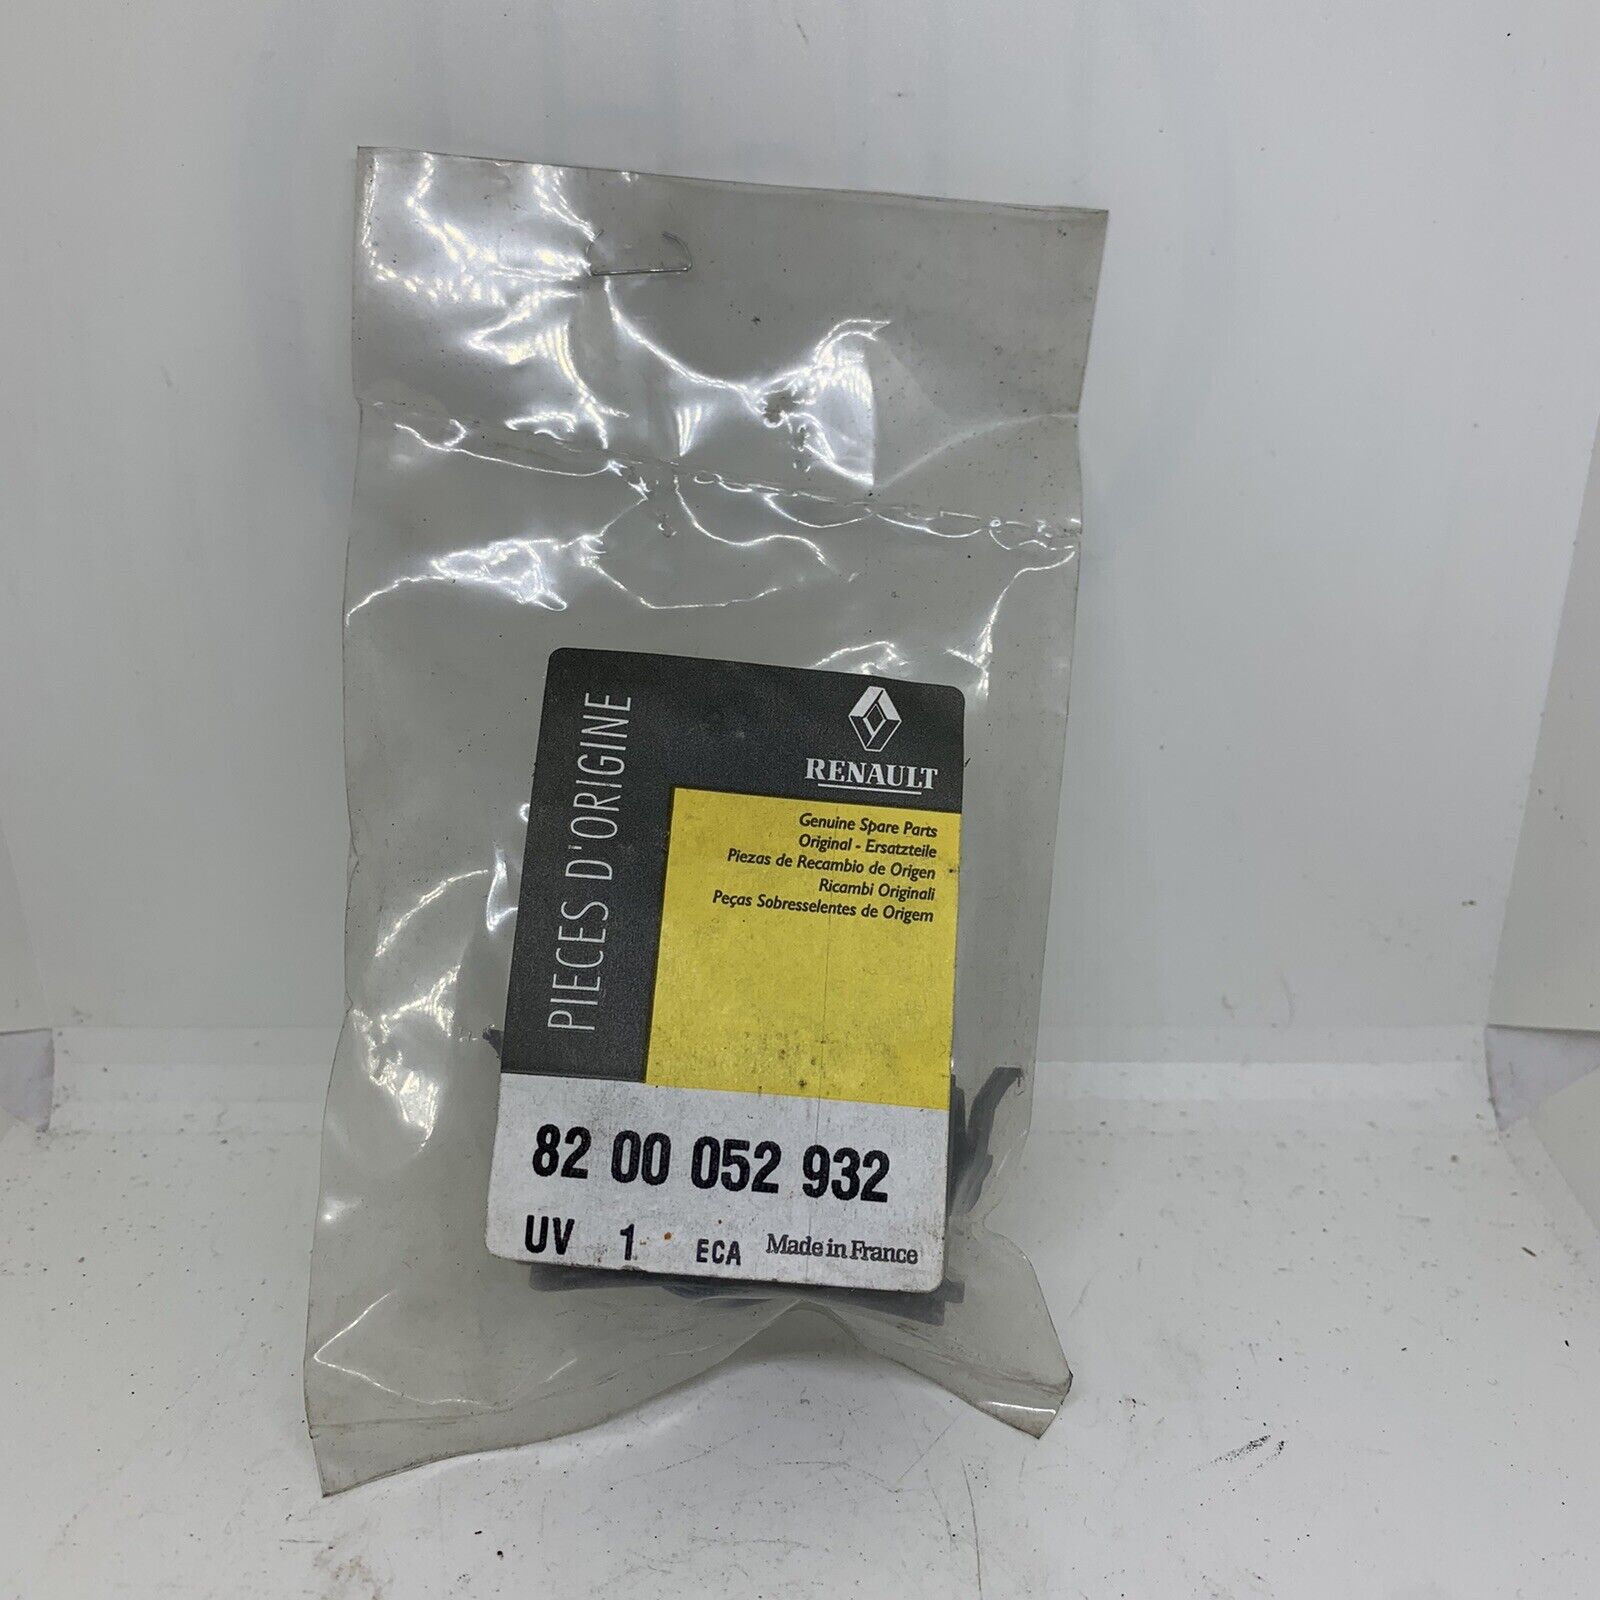 PIECES D'ORIGINE
RENAULT
Genuine Spare Parts
Original - Ersatzteile
Piezas de Recambio de Origen
Ricambi Originali
Peças Sobresselentes de Origem
82 00 052 932
UV 1 ECA Made in France